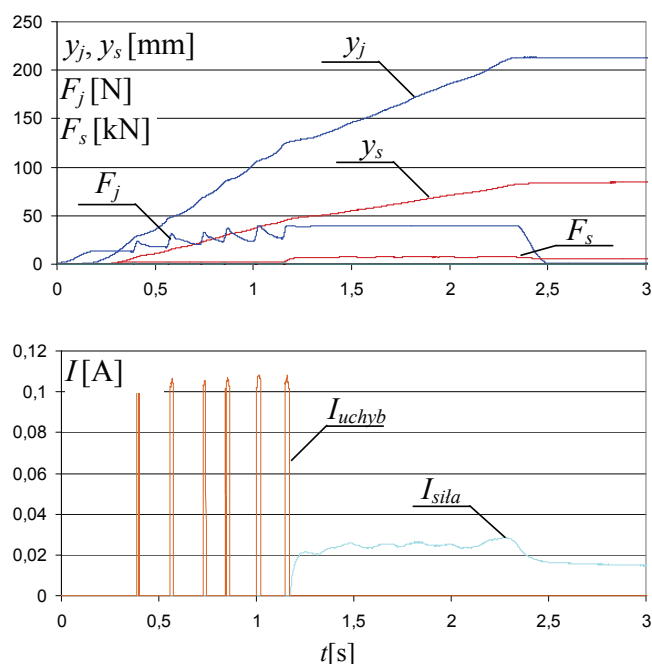 250
200
150
100
50
0
y_j, y_s [mm]
F_j [N]
F_s [kN]
y_j
y_s
F_j
F_s
0 0,5 1 1,5 2 2,5 3
0,12
0,1
0,08
0,06
0,04
0,02
0
I [A]
I_uchyb
I_siła
0 0,5 1 1,5 2 2,5 3
t[s]